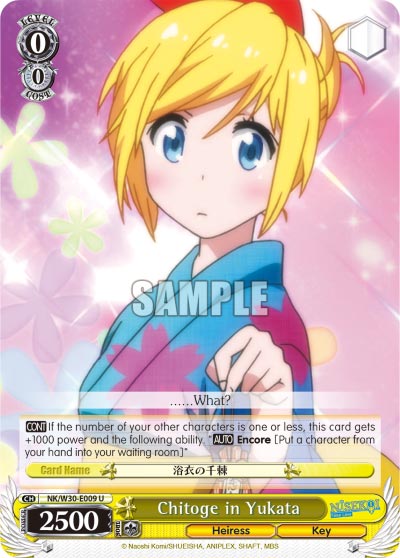 LEVEL
0
0
COST
SAMPLE
......What?
CONT If the number of your other characters is one or less, this card gets
+1000 power and the following ability. "AUTO Encore [Put a character from
your hand into your waiting room]"
Card Name
浴衣の千棘
CH
NK/W30-E009 U
Chitoge in Yukata
NISEKOI
POWER
2500
SOUL
Heiress
Key
© Naoshi Komi/SHUEISHA, ANIPLEX, SHAFT, MBS